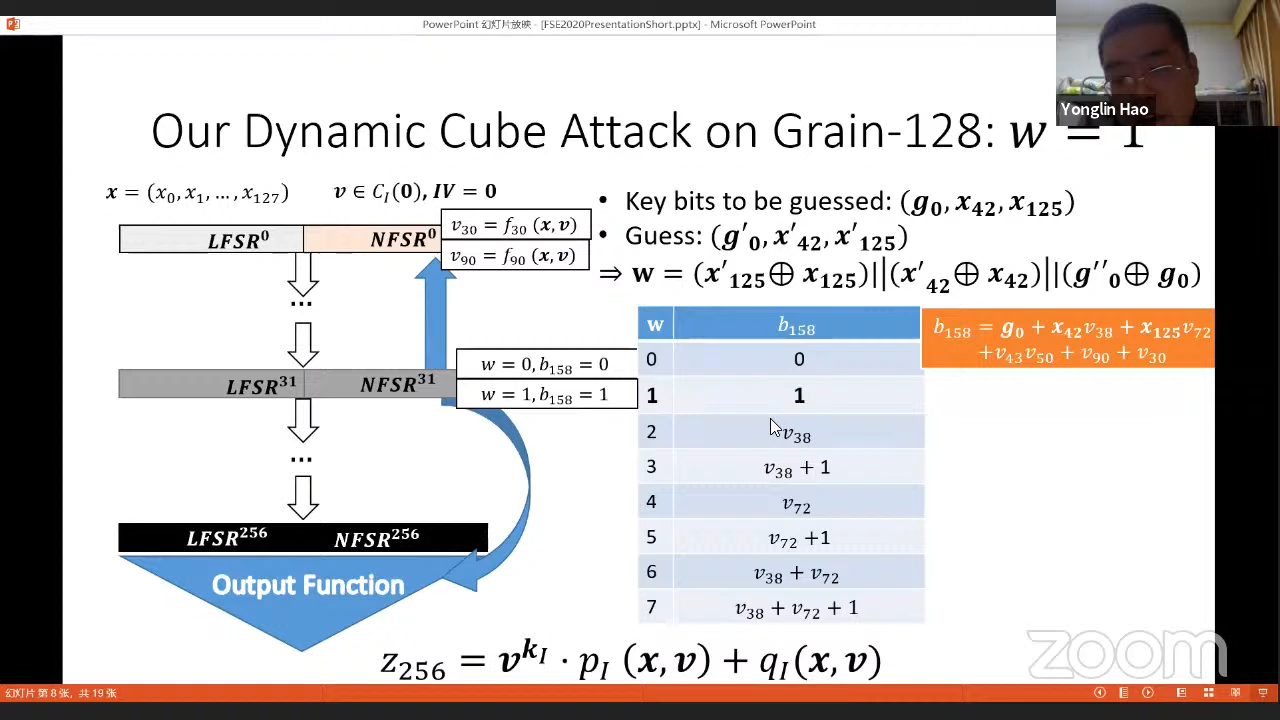 PowerPoint 幻灯片放映 - [FSE2020PresentationShort.pptx] - Microsoft PowerPoint
Yonglin Hao
Our Dynamic Cube Attack on Grain-128: w = 1
x = (x₀, x₁, …, x₁₂₇) v ∈ C_I(0), IV = 0
LFSR⁰ NFSR⁰
v₃₀ = f₃₀ (x, v)
v₉₀ = f₉₀ (x, v)
...
LFSR³¹ NFSR³¹
w = 0, b₁₅₈ = 0
w = 1, b₁₅₈ = 1
...
LFSR²⁵⁶ NFSR²⁵⁶
Output Function
• Key bits to be guessed: (g₀, x₄₂, x₁₂₅)
• Guess: (g′₀, x′₄₂, x′₁₂₅)
⇒ w = (x′₁₂₅⊕ x₁₂₅)||(x′₄₂⊕ x₄₂)||(g′′₀⊕ g₀)
w b₁₅₈
0 0
1 1
2 v₃₈
3 v₃₈ + 1
4 v₇₂
5 v₇₂ +1
6 v₃₈ + v₇₂
7 v₃₈ + v₇₂ + 1
b₁₅₈ = g₀ + x₄₂v₃₈ + x₁₂₅v₇₂
+v₄₃v₅₀ + v₉₀ + v₃₀
z₂₅₆ = v^{k_I} · p_I (x, v) + q_I(x, v)
zoom
幻灯片 第 8 张，共 19 张